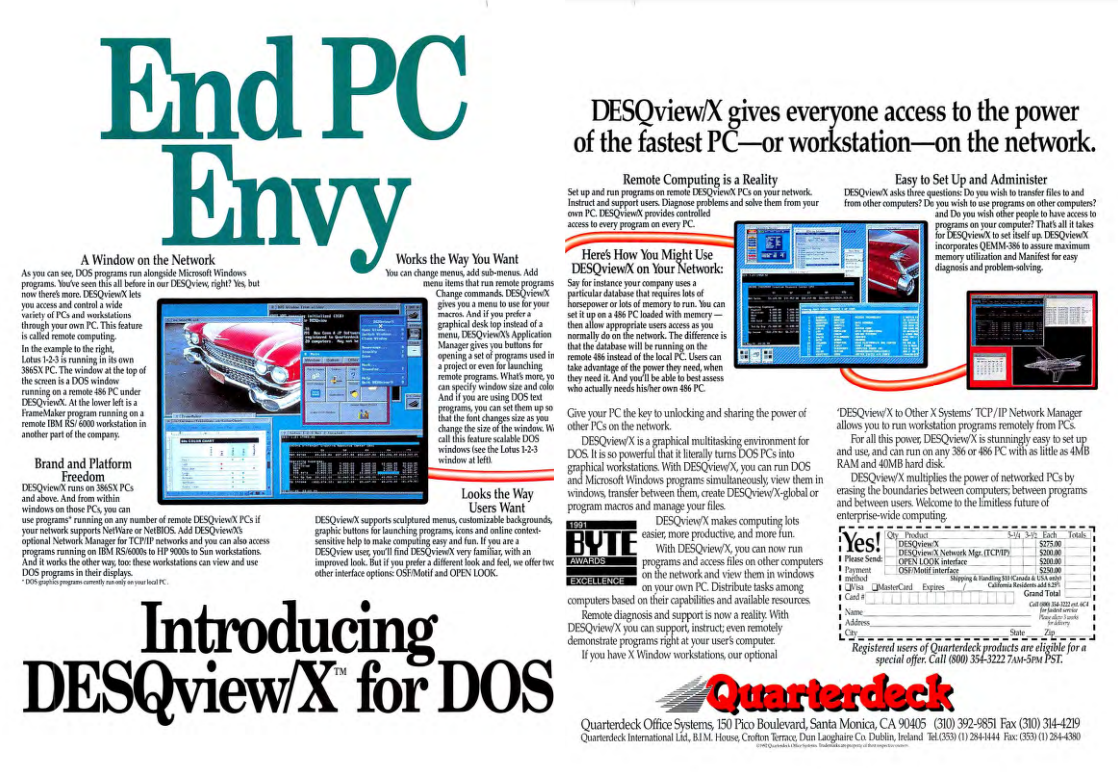 End PC
Envy
A Window on the Network
As you can see, DOS programs run alongside Microsoft Windows
programs. You've seen this all before in our DESQview, right? Yes, but
now there's more. DESQview/X lets
you access and control a wide
variety of PCs and workstations
through your own PC. This feature
is called remote computing.
In the example to the right,
Lotus 1-2-3 is running in its own
386SX PC. The window at the top of
the screen is a DOS window
running on a remote 486 PC under
DESQview/X. At the lower left is a
FrameMaker program running on a
remote IBM RS/ 6000 workstation in
another part of the company.
Brand and Platform
Freedom
DESQview/X runs on 386SX PCs
and above. And from within
windows on those PCs, you can
use programs* running on any number of remote DESQview/X PCs if
your network supports NetWare or NetBIOS. Add DESQview/X's
optional Network Manager for TCP/IP networks and you can also access
programs running on IBM RS/6000s to HP 9000s to Sun workstations.
And it works the other way, too: these workstations can view and use
DOS programs in their displays.
* DOS graphics programs currently run only on your local PC.
Works the Way You Want
You can change menus, add sub-menus. Add
menu items that run remote programs
Change commands. DESQview/X
gives you a menu to use for your
macros. And if you prefer a
graphical desk top instead of a
menu, DESQview/X's Application
Manager gives you buttons for
opening a set of programs used in
a project or even for launching
remote programs. What's more, yo
can specify window size and colo
And if you are using DOS text
programs, you can set them up so
that the font changes size as you
change the size of the window. W
call this feature scalable DOS
windows (see the Lotus 1-2-3
window at left).
Looks the Way
Users Want
DESQview/X supports sculptured menus, customizable backgrounds,
graphic buttons for launching programs, icons and online context-
sensitive help to make computing easy and fun. If you are a
DESQview user, you'll find DESQview/X very familiar, with an
improved look. But if you prefer a different look and feel, we offer two
other interface options: OSF/Motif and OPEN LOOK.
Introducing
DESQview/X™ for DOS
DESQview/X gives everyone access to the power
of the fastest PC—or workstation—on the network.
Remote Computing is a Reality
Set up and run programs on remote DESQview/X PCs on your network.
Instruct and support users. Diagnose problems and solve them from your
own PC. DESQview/X provides controlled
access to every program on every PC.
Here's How You Might Use
DESQview/X on Your Network:
Say for instance your company uses a
particular database that requires lots of
horsepower or lots of memory to run. You can
set it up on a 486 PC loaded with memory —
then allow appropriate users access as you
normally do on the network. The difference is
that the database will be running on the
remote 486 instead of the local PC. Users can
take advantage of the power they need, when
they need it. And you'll be able to best assess
who actually needs his/her own 486 PC.
Easy to Set Up and Administer
DESQview/X asks three questions: Do you wish to transfer files to and
from other computers? Do you wish to use programs on other computers?
and Do you wish other people to have access to
programs on your computer? That's all it takes
for DESQview/X to set itself up. DESQview/X
incorporates QEMM-386 to assure maximum
memory utilization and Manifest for easy
diagnosis and problem-solving.
Give your PC the key to unlocking and sharing the power of
other PCs on the network.
DESQview/X is a graphical multitasking environment for
DOS. It is so powerful that it literally turns DOS PCs into
graphical workstations. With DESQview/X, you can run DOS
and Microsoft Windows programs simultaneously, view them in
windows, transfer between them, create DESQview/X-global or
program macros and manage your files.
DESQview/X makes computing lots
easier, more productive, and more fun.
With DESQview/X, you can now run
programs and access files on other computers
on the network and view them in windows
on your own PC. Distribute tasks among
computers based on their capabilities and available resources.
Remote diagnosis and support is now a reality. With
DESQview/X you can support, instruct; even remotely
demonstrate programs right at your user's computer.
If you have X Window workstations, our optional
1991
BYTE
AWARDS
EXCELLENCE
'DESQview/X to Other X Systems' TCP/IP Network Manager
allows you to run workstation programs remotely from PCs.
For all this power, DESQview/X is stunningly easy to set up
and use, and can run on any 386 or 486 PC with as little as 4MB
RAM and 40MB hard disk.
DESQview/X multiplies the power of networked PCs by
erasing the boundaries between computers; between programs
and between users. Welcome to the limitless future of
enterprise-wide computing.
Yes!
Please Send:
Qty Product 5-1/4 3-1/2 Each Totals
DESQview/X $275.00
DESQview/X Network Mgr. (TCP/IP) $200.00
OPEN LOOK interface $200.00
OSF/Motif interface $250.00
Payment
method
Shipping & Handling $10 (Canada & USA only)
Visa MasterCard Expires / California Residents add 8.25%
Card # Grand Total
Call (800) 354-3222 ext. 6C4
for fastest service
Name
Please allow 3 weeks
for delivery
Address
City State Zip
Registered users of Quarterdeck products are eligible for a
special offer. Call (800) 354-3222 7AM-5PM PST.
Quarterdeck
Quarterdeck Office Systems, 150 Pico Boulevard, Santa Monica, CA 90405 (310) 392-9851 Fax (310) 314-4219
Quarterdeck International Ltd., B.I.M. House, Crofton Terrace, Dun Laoghaire Co. Dublin, Ireland Tel.(353) (1) 284-1444 Fax: (353) (1) 284-4380
©1992 Quarterdeck Office Systems. Trademarks are property of their respective owners.